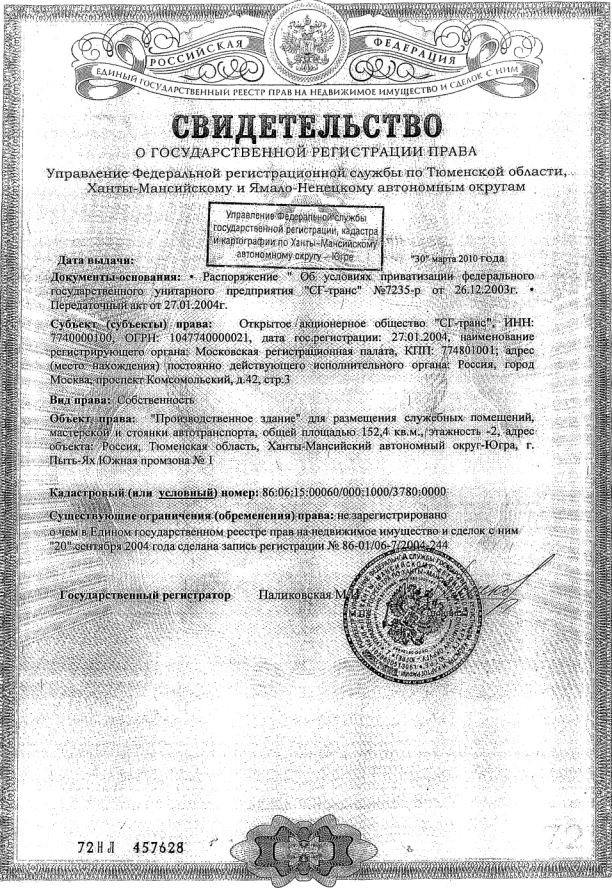 РОССИЙСКАЯ ФЕДЕРАЦИЯ
ЕДИНЫЙ ГОСУДАРСТВЕННЫЙ РЕЕСТР ПРАВ НА НЕДВИЖИМОЕ ИМУЩЕСТВО И СДЕЛОК С НИМ
СВИДЕТЕЛЬСТВО
О ГОСУДАРСТВЕННОЙ РЕГИСТРАЦИИ ПРАВА
Управление Федеральной регистрационной службы по Тюменской области,
Ханты-Мансийскому и Ямало-Ненецкому автономным округам
Управление Федеральной службы
государственной регистрации, кадастра
и картографии по Ханты-Мансийскому
автономному округу – Югре
Дата выдачи: "30" марта 2010 года
Документы-основания: • Распоряжение " Об условиях приватизации федерального
государственного унитарного предприятия "СГ-транс" №7235-р от 26.12.2003г. •
Передаточный акт от 27.01.2004г.
Субъект (субъекты) права: Открытое акционерное общество "СГ-транс", ИНН:
7740000100, ОГРН: 1047740000021, дата гос.регистрации: 27.01.2004, наименование
регистрирующего органа: Московская регистрационная палата, КПП: 774801001; адрес
(место нахождения) постоянно действующего исполнительного органа: Россия, город
Москва, проспект Комсомольский, д.42, стр.3
Вид права: Собственность
Объект права: "Производственное здание" для размещения служебных помещений,
мастерской и стоянки автотранспорта, общей площадью 152,4 кв.м., этажность -2, адрес
объекта: Россия, Тюменская область, Ханты-Мансийский автономный округ-Югра, г.
Пыть-Ях Южная промзона № 1
Кадастровый (или условный) номер: 86:06:15:00060/000:1000/3780:0000
Существующие ограничения (обременения) права: не зарегистрировано
о чем в Едином государственном реестре прав на недвижимое имущество и сделок с ним
"20" сентября 2004 года сделана запись регистрации № 86-01/06-7/2004-244
Государственный регистратор Паликовская М.И.
72НЛ 457628